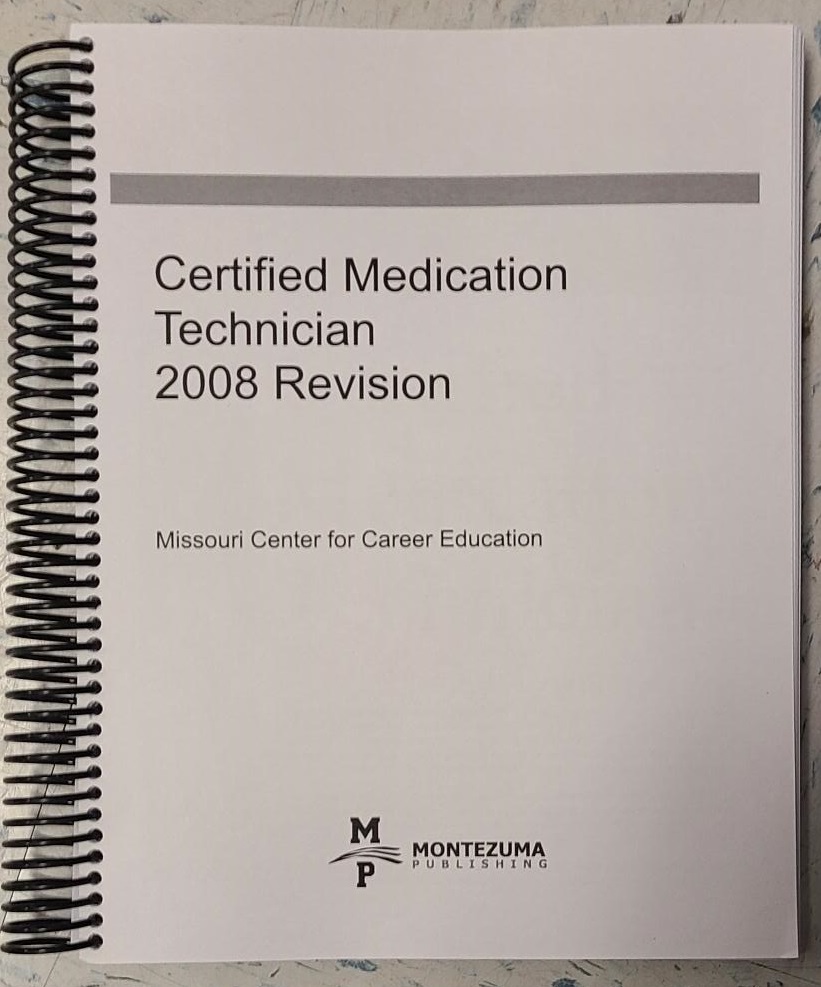 Certified Medication
Technician
2008 Revision
Missouri Center for Career Education
M
P
MONTEZUMA
PUBLISHING